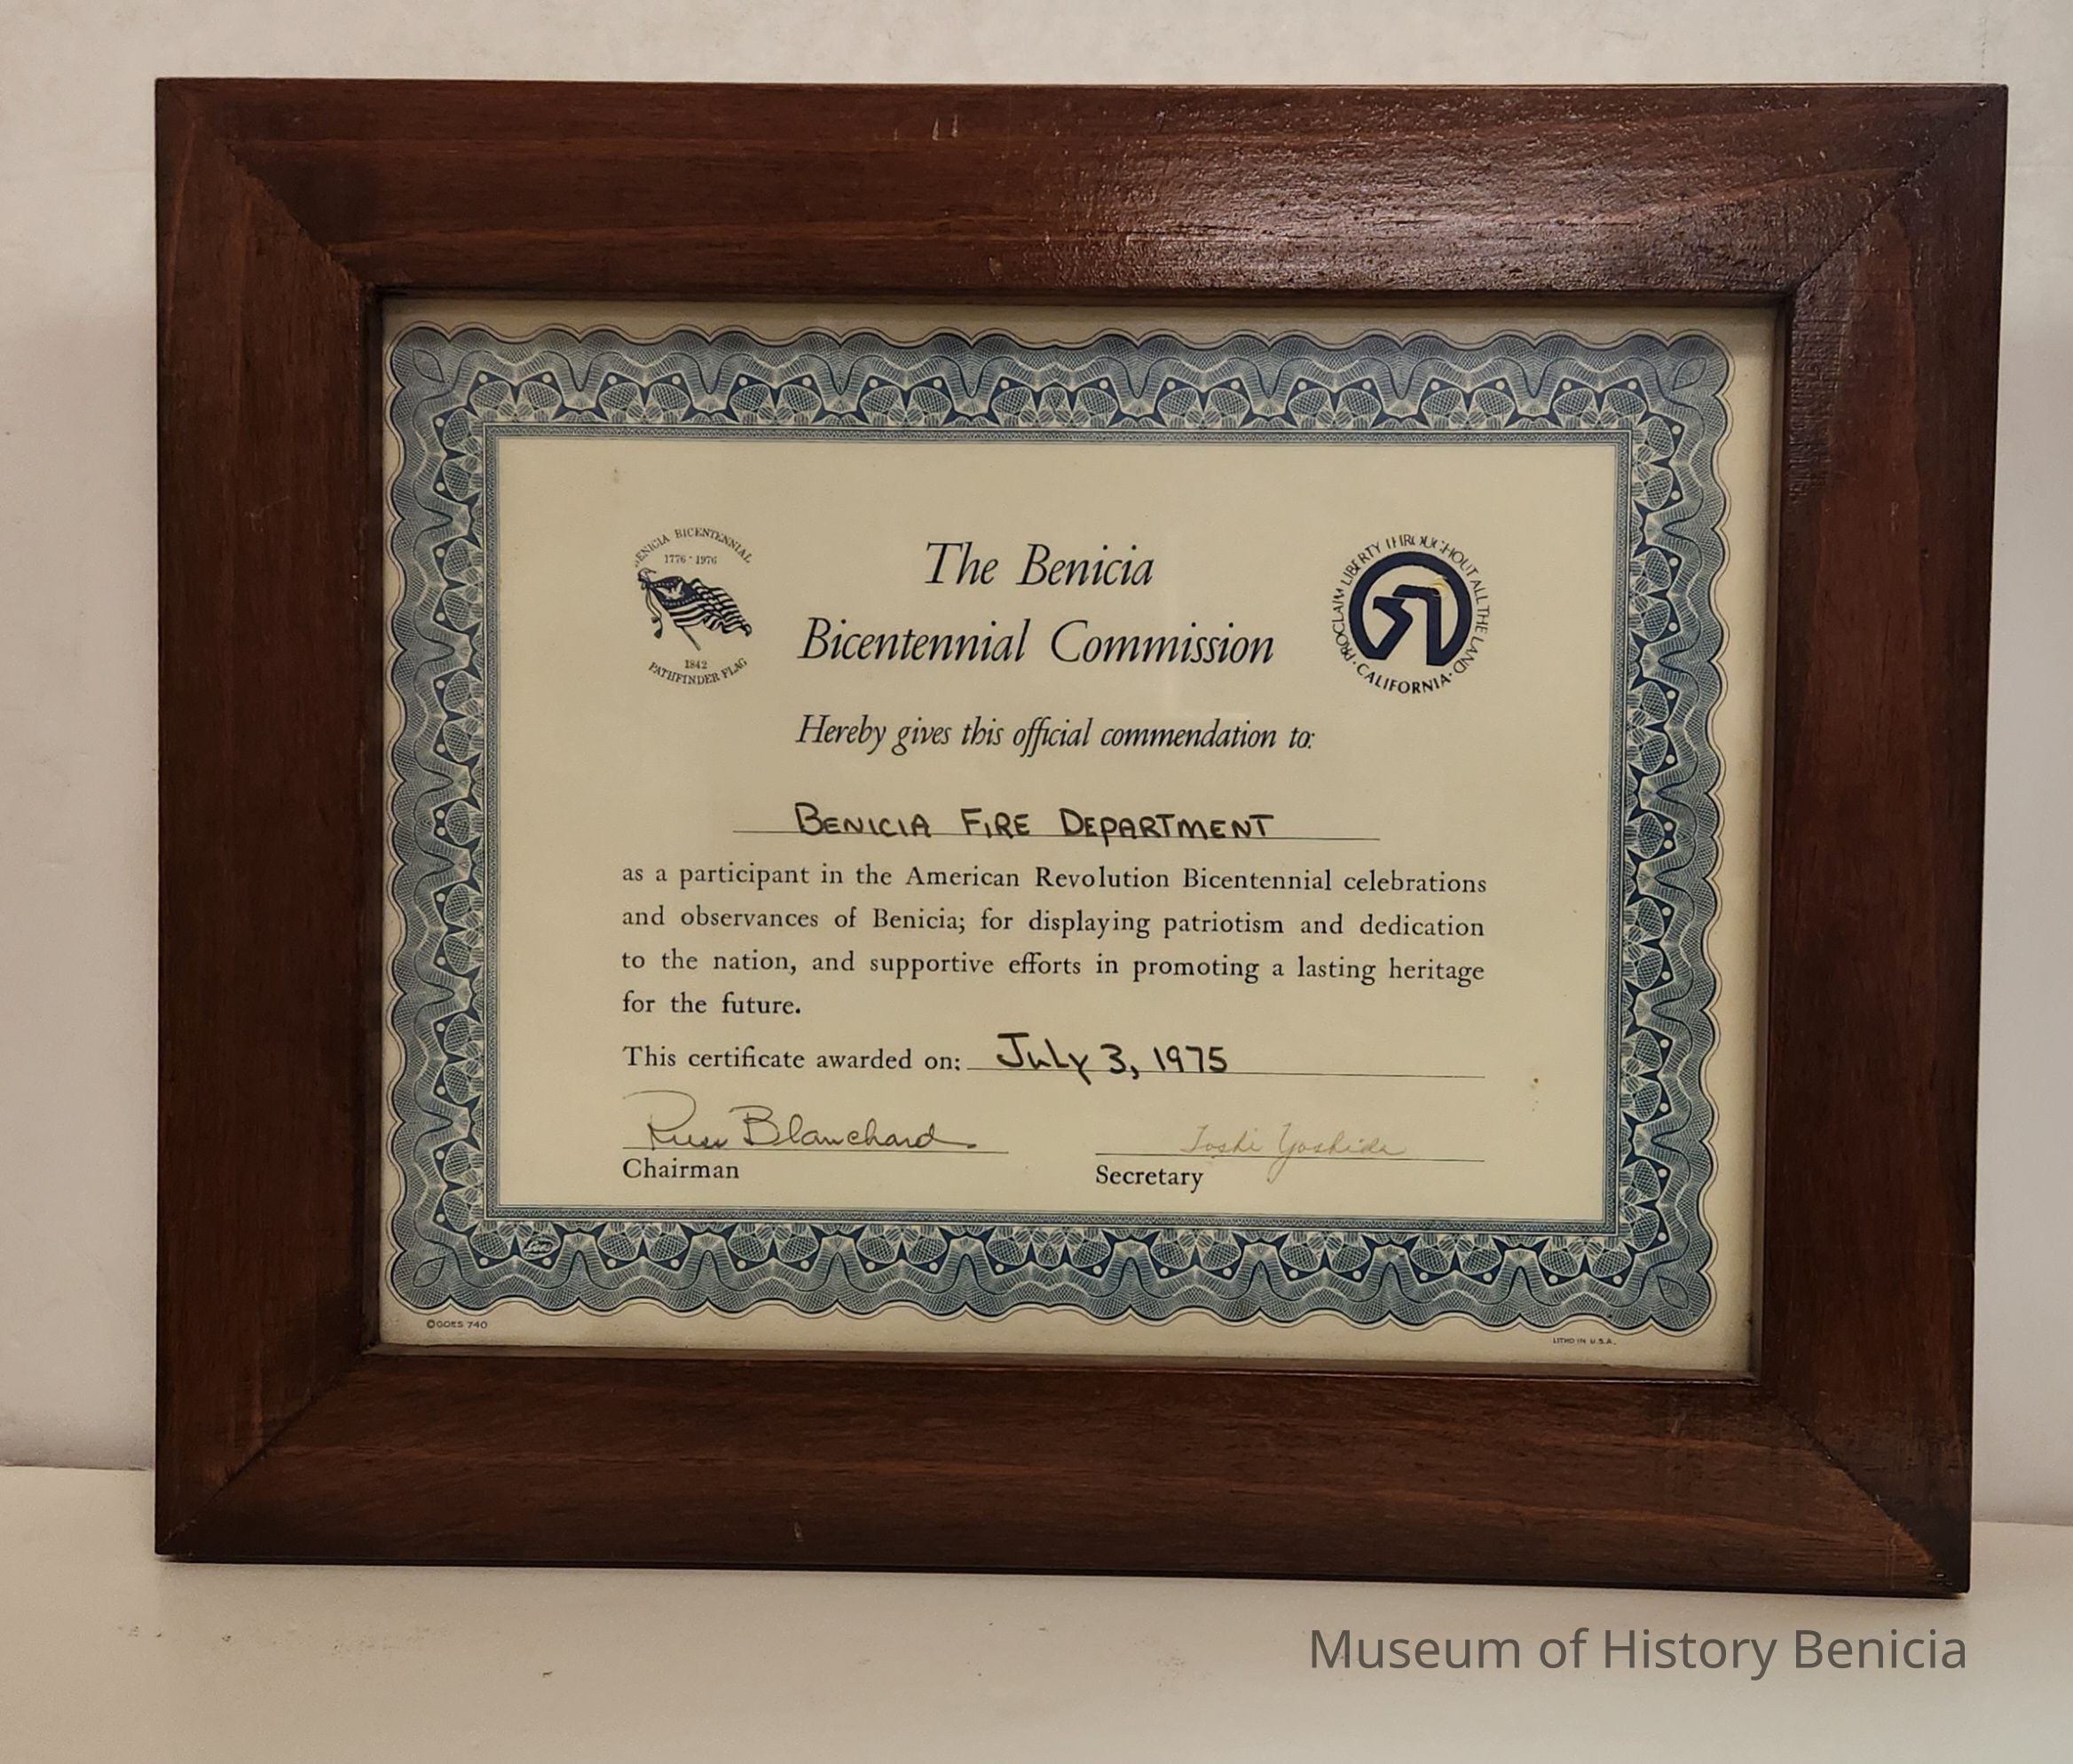 BENICIA BICENTENNIAL
1776 - 1976
1842
PATHFINDER FLAG
The Benicia
Bicentennial Commission
PROCLAIM LIBERTY THROUGHOUT ALL THE LAND
• CALIFORNIA •
Hereby gives this official commendation to:
BENICIA FIRE DEPARTMENT
as a participant in the American Revolution Bicentennial celebrations
and observances of Benicia; for displaying patriotism and dedication
to the nation, and supportive efforts in promoting a lasting heritage
for the future.
This certificate awarded on: July 3, 1975
Russ Blanchard
Toshi Yoshida
Chairman
Secretary
Goes
©GOES 740
LITHO IN U.S.A.
Museum of History Benicia